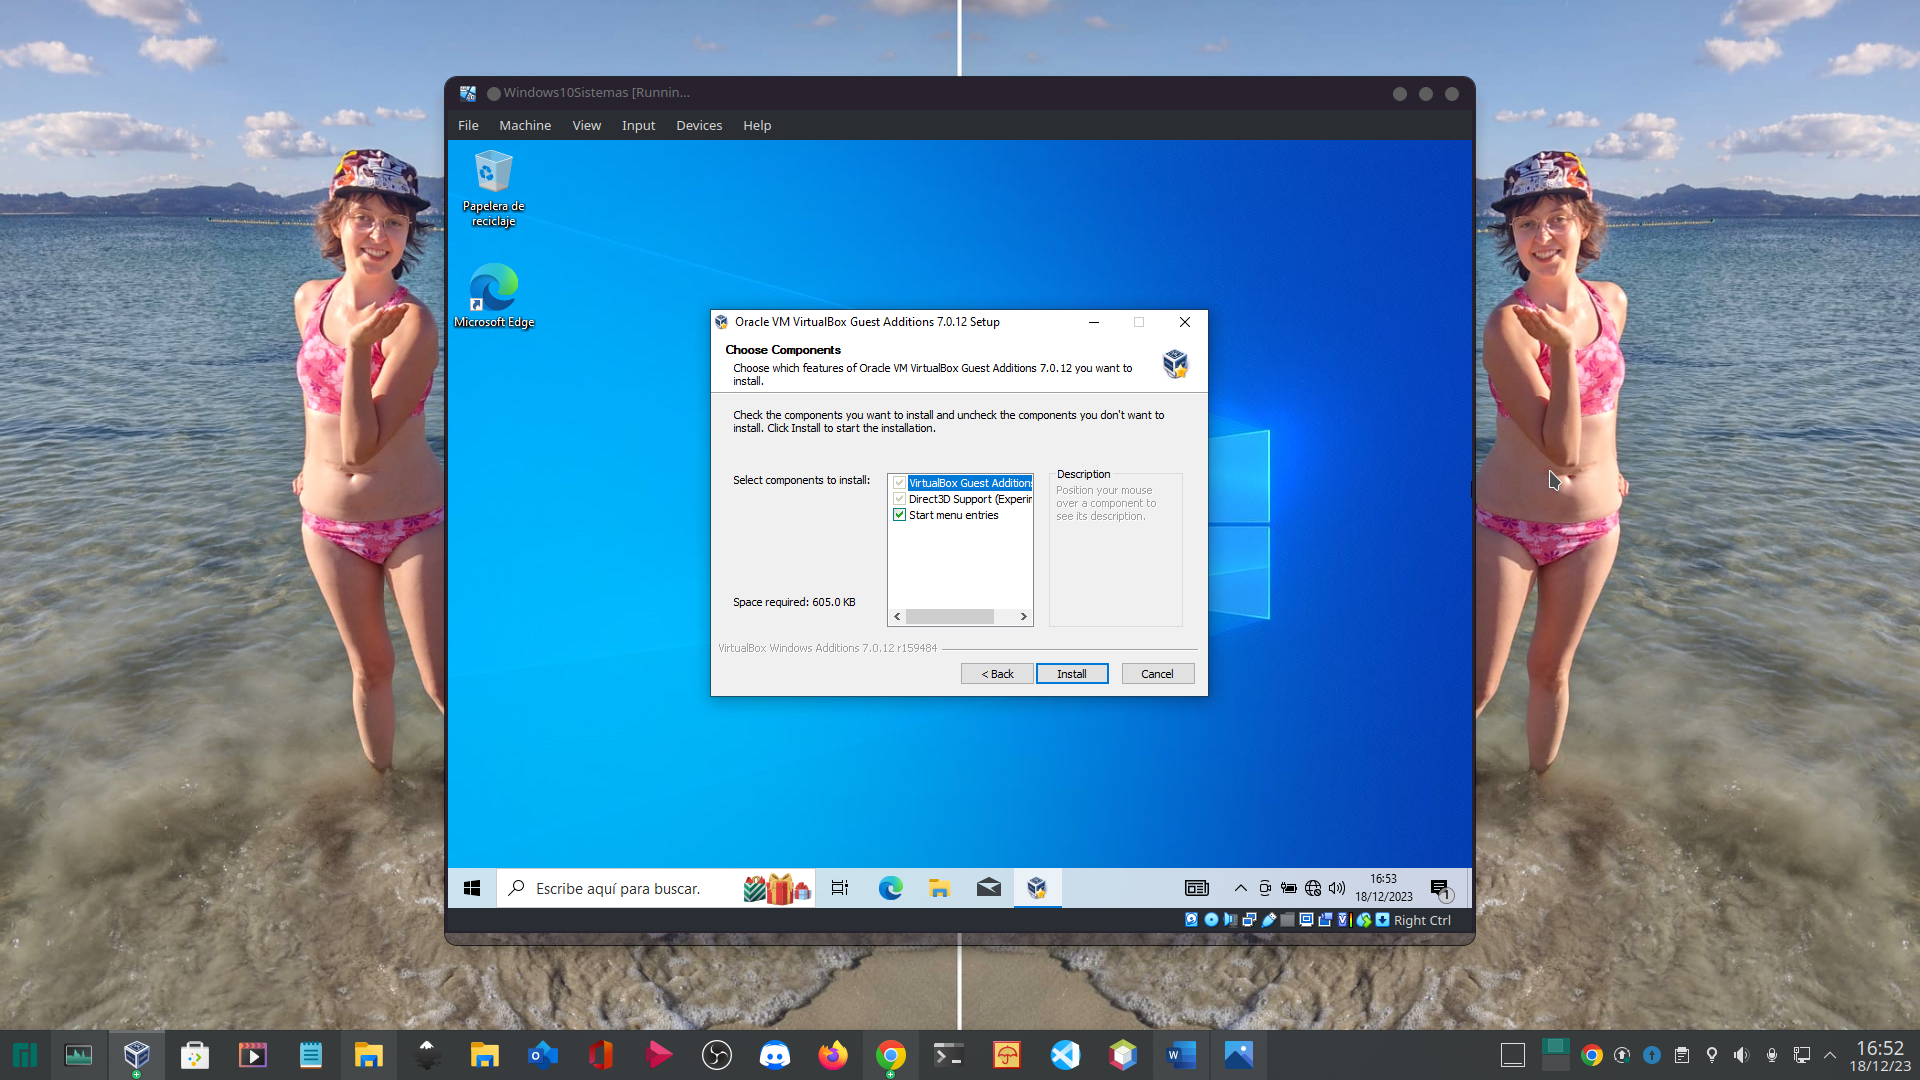 Windows10Sistemas [Runnin...
File Machine View Input Devices Help
Papelera de
reciclaje
Microsoft Edge
Oracle VM VirtualBox Guest Additions 7.0.12 Setup
Choose Components
Choose which features of Oracle VM VirtualBox Guest Additions 7.0.12 you want to
install.
Check the components you want to install and uncheck the components you don't want to
install. Click Install to start the installation.
Select components to install:
VirtualBox Guest Additions
Direct3D Support (Experir
Start menu entries
Description
Position your mouse
over a component to
see its description.
Space required: 605.0 KB
VirtualBox Windows Additions 7.0.12 r159484
< Back
Install
Cancel
Escribe aquí para buscar.
16:53
18/12/2023
1
Right Ctrl
16:52
18/12/23